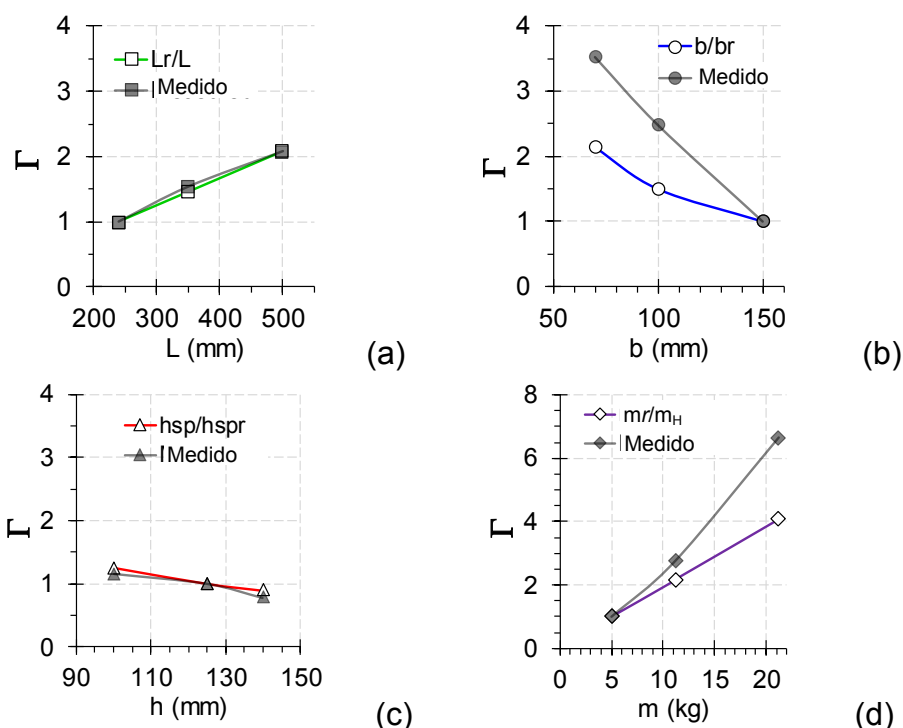 4
3
2
1
0
200 300 400 500
Γ
L (mm)
Lr/L
Medido
(a)
4
3
2
1
0
50 100 150
Γ
b (mm)
b/br
Medido
(b)
4
3
2
1
0
90 110 130 150
Γ
h (mm)
hsp/hspr
Medido
(c)
8
6
4
2
0
0 5 10 15 20
Γ
m (kg)
mr/m_H
Medido
(d)